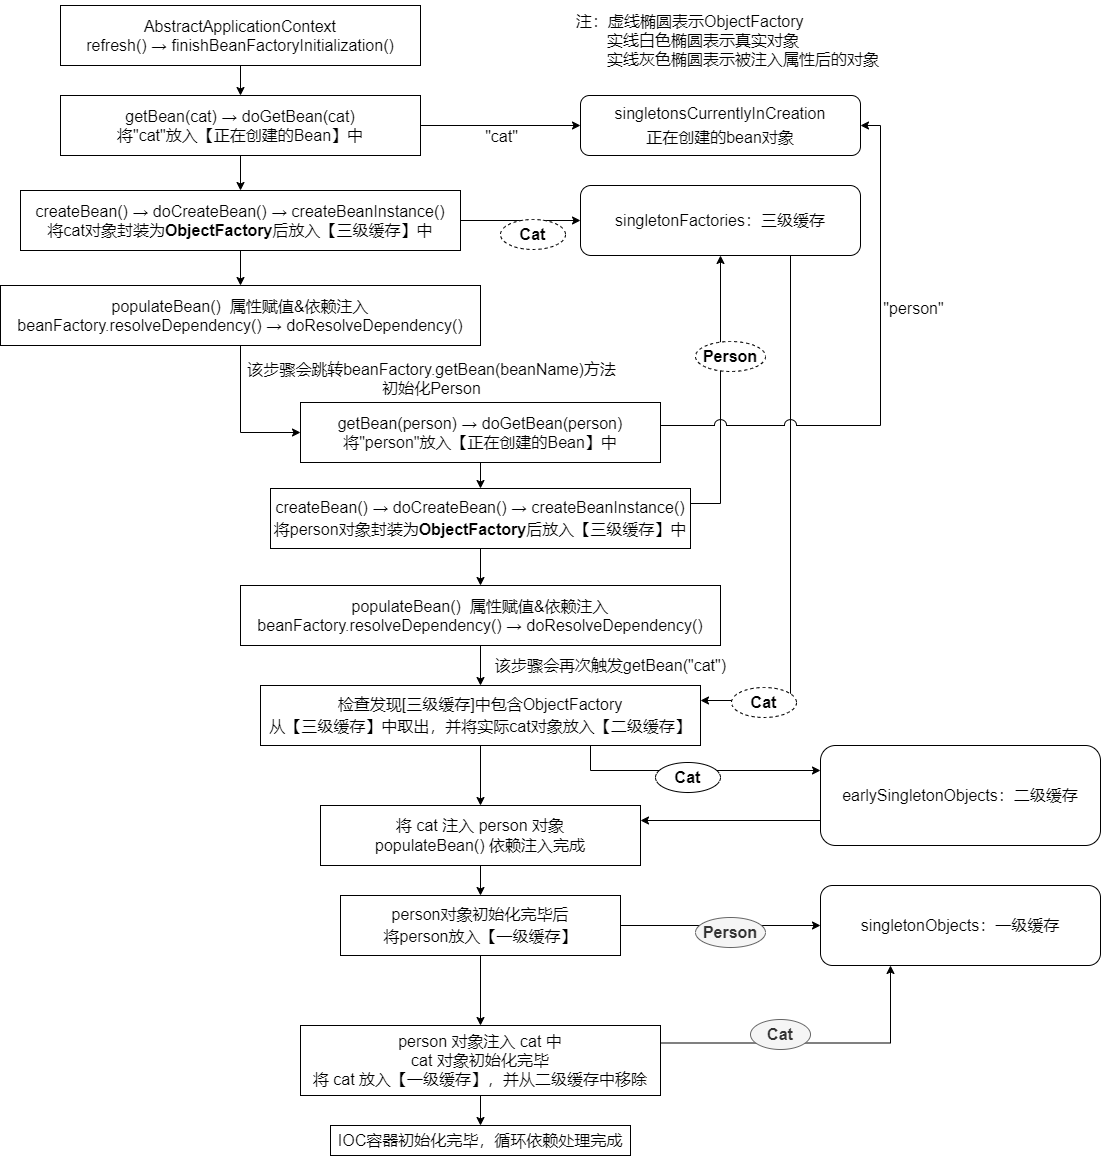 AbstractApplicationContext
refresh() → finishBeanFactoryInitialization()
注：虚线椭圆表示ObjectFactory
实线白色椭圆表示真实对象
实线灰色椭圆表示被注入属性后的对象
getBean(cat) → doGetBean(cat)
将"cat"放入【正在创建的Bean】中
"cat"
singletonsCurrentlyInCreation
正在创建的bean对象
createBean() → doCreateBean() → createBeanInstance()
将cat对象封装为ObjectFactory后放入【三级缓存】中
Cat
singletonFactories：三级缓存
populateBean() 属性赋值&依赖注入
beanFactory.resolveDependency() → doResolveDependency()
"person"
Person
该步骤会跳转beanFactory.getBean(beanName)方法
初始化Person
getBean(person) → doGetBean(person)
将"person"放入【正在创建的Bean】中
createBean() → doCreateBean() → createBeanInstance()
将person对象封装为ObjectFactory后放入【三级缓存】中
populateBean() 属性赋值&依赖注入
beanFactory.resolveDependency() → doResolveDependency()
该步骤会再次触发getBean("cat")
检查发现[三级缓存]中包含ObjectFactory
从【三级缓存】中取出，并将实际cat对象放入【二级缓存】
Cat
Cat
earlySingletonObjects：二级缓存
将 cat 注入 person 对象
populateBean() 依赖注入完成
person对象初始化完毕后
将person放入【一级缓存】
Person
singletonObjects：一级缓存
person 对象注入 cat 中
cat 对象初始化完毕
将 cat 放入【一级缓存】，并从二级缓存中移除
Cat
IOC容器初始化完毕，循环依赖处理完成